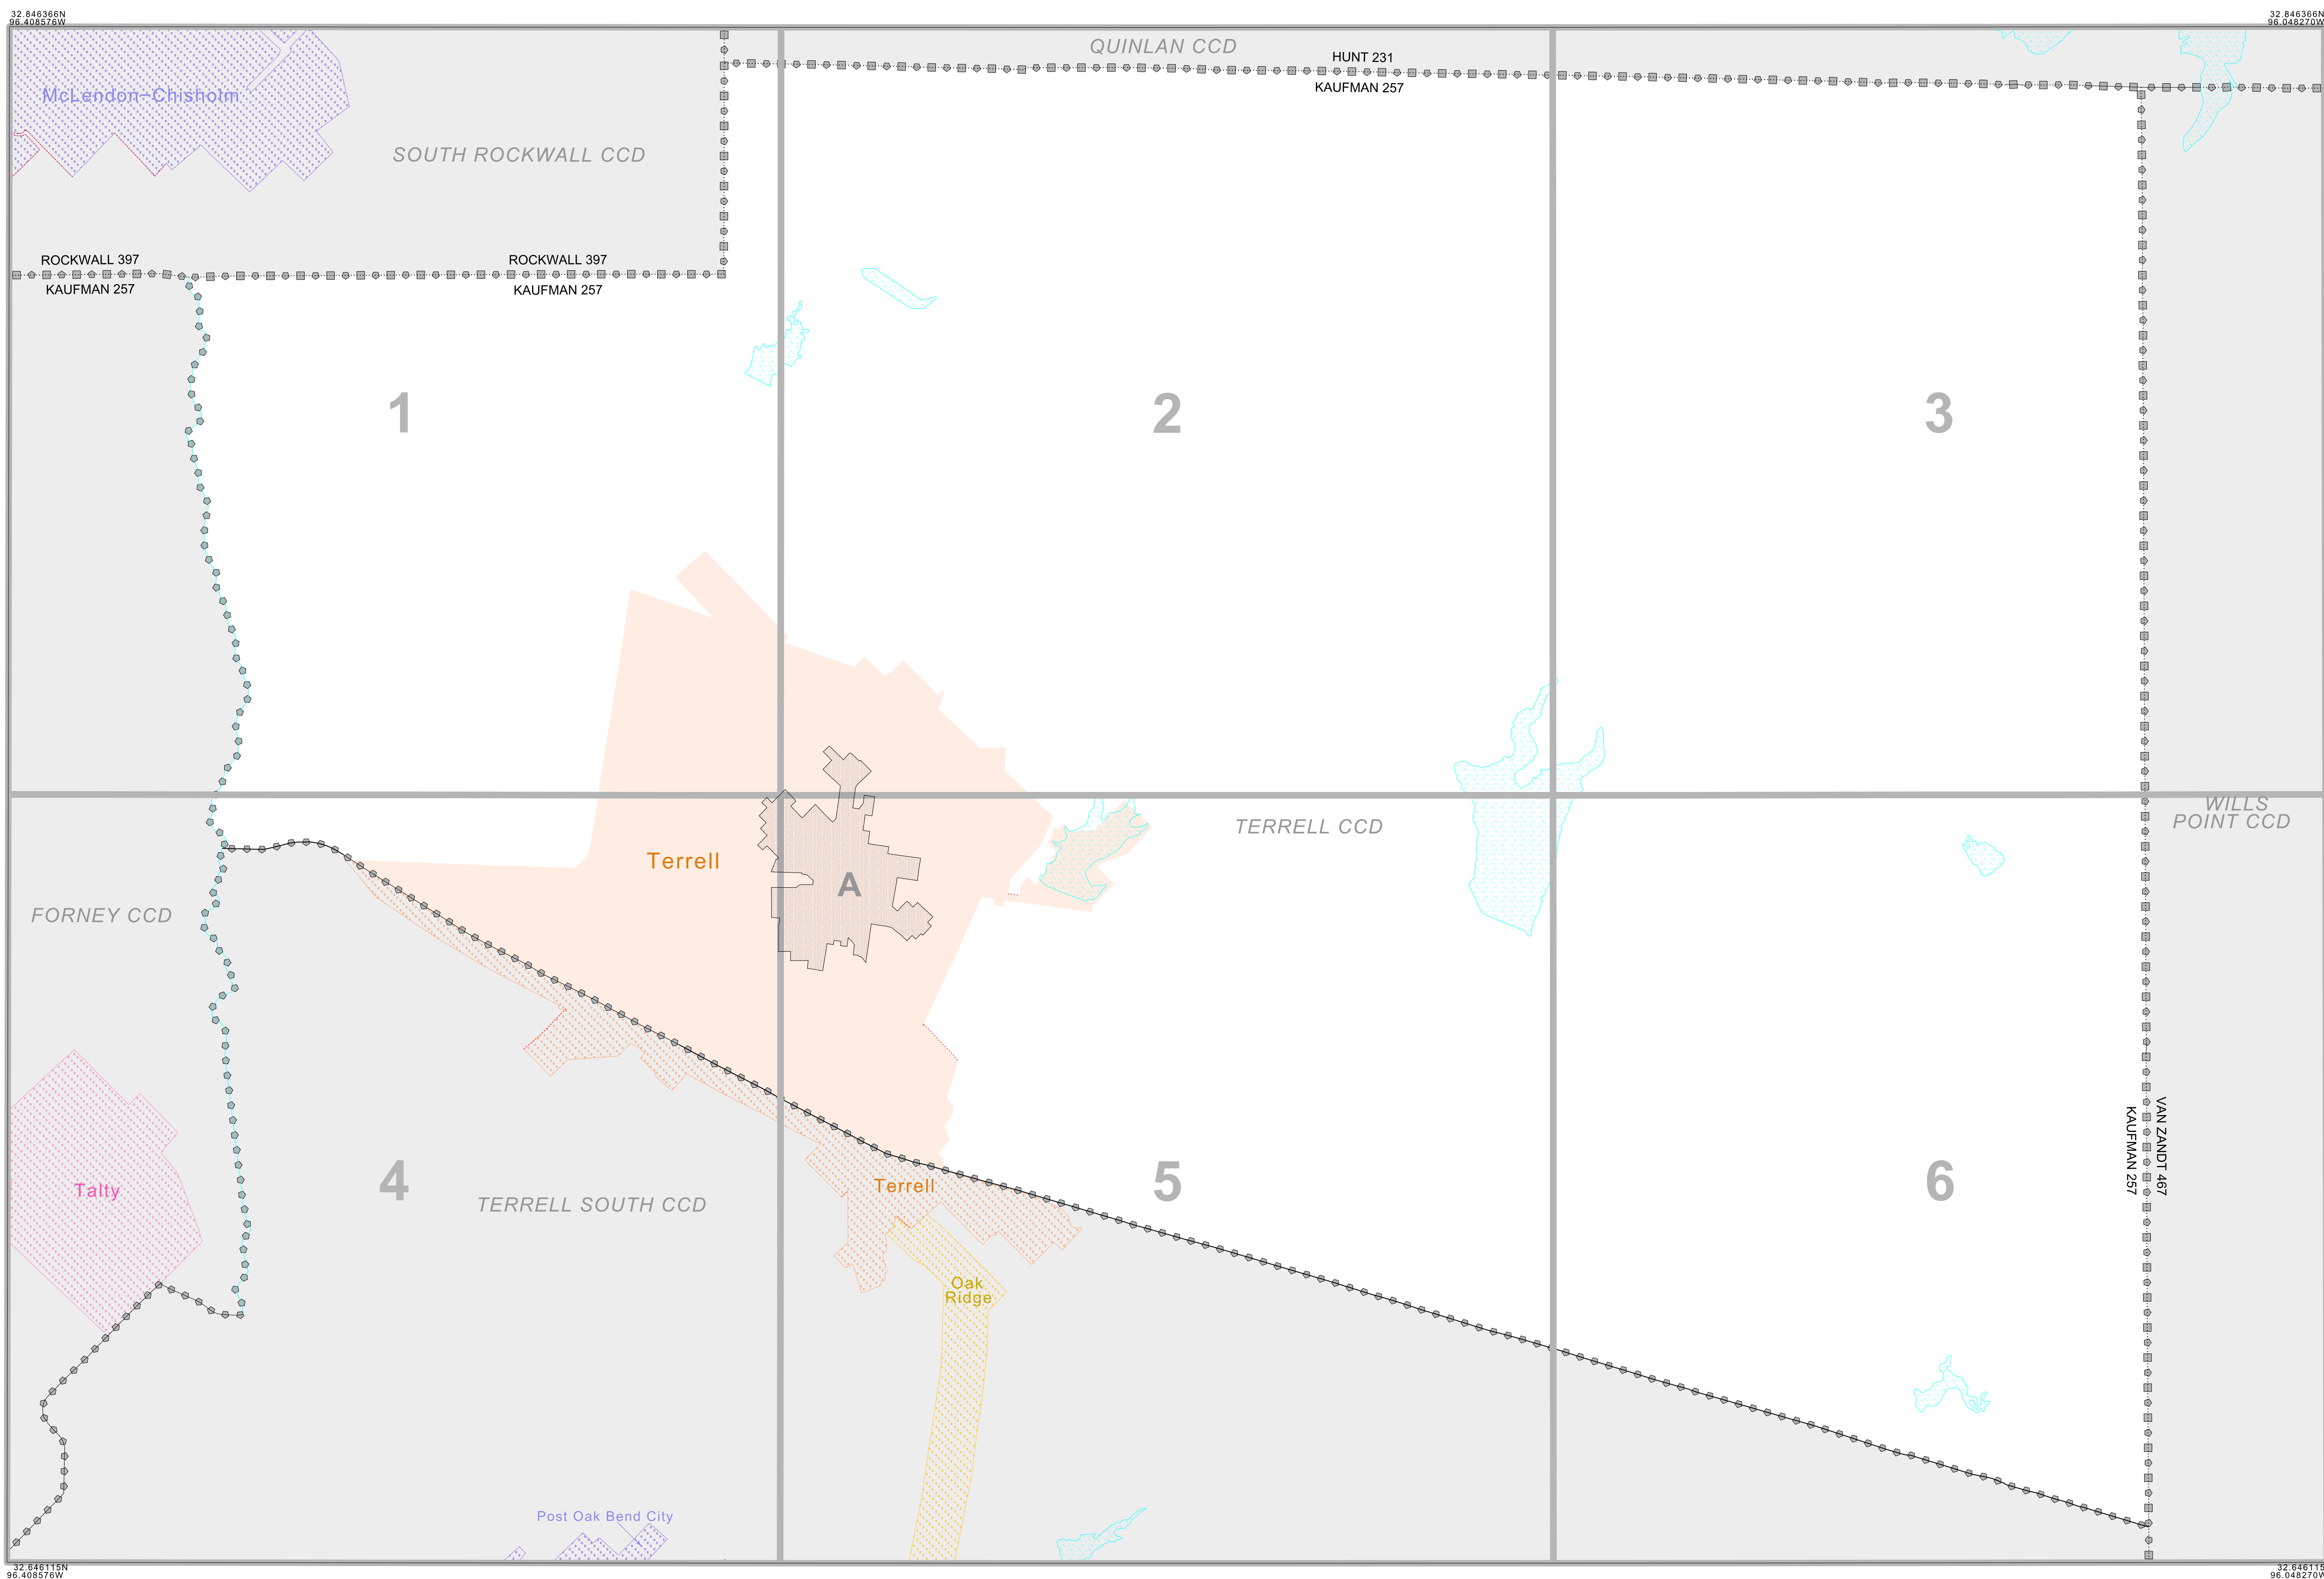 32.846366N
96.408576W
32.846366N
96.048270W
QUINLAN CCD
HUNT 231
KAUFMAN 257
McLendon-Chisholm
SOUTH ROCKWALL CCD
ROCKWALL 397
KAUFMAN 257
ROCKWALL 397
KAUFMAN 257
1
2
3
WILLS
POINT CCD
TERRELL CCD
Terrell
A
FORNEY CCD
VAN ZANDT 467
KAUFMAN 257
Talty
4
TERRELL SOUTH CCD
Terrell
5
6
Oak
Ridge
Post Oak Bend City
32.646115N
96.408576W
32.646115
96.048270W